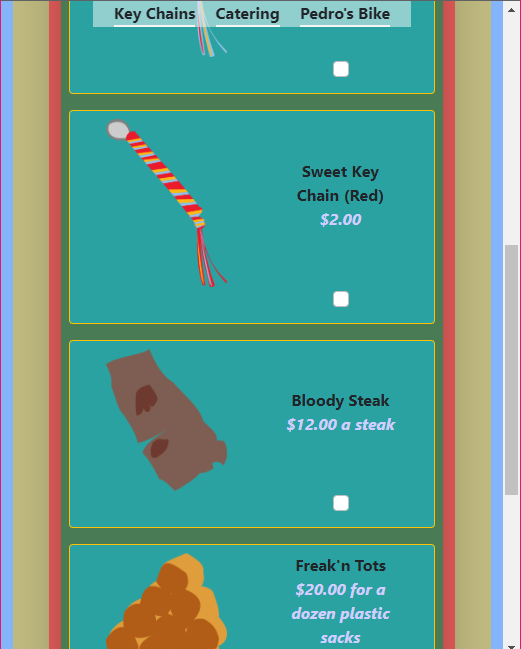 Key Chains Catering Pedro's Bike
Sweet Key
Chain (Red)
$2.00
Bloody Steak
$12.00 a steak
Freak'n Tots
$20.00 for a
dozen plastic
sacks